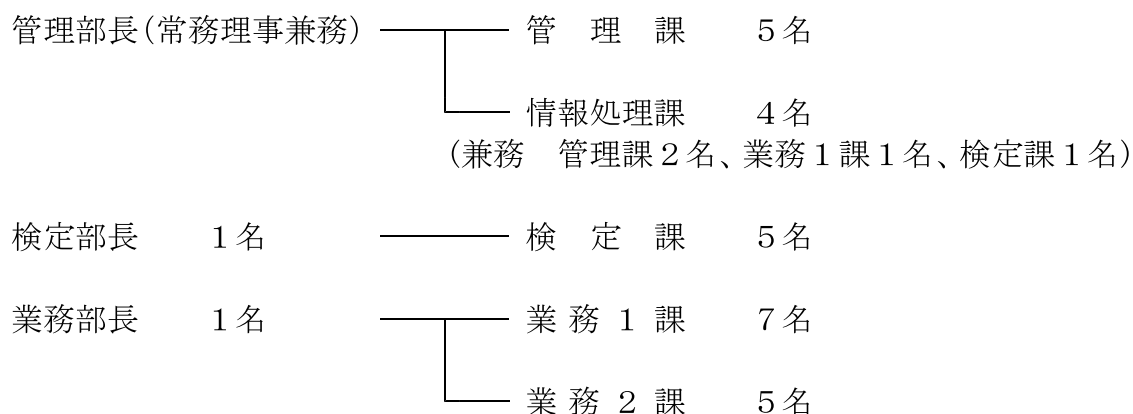 管理部長(常務理事兼務) 管　理　課　　５名
情報処理課　　４名
(兼務　管理課２名、業務１課１名、検定課１名)
検定部長　　１名 検　定　課　　５名
業務部長　　１名 業 務 １ 課　　７名
業 務 ２ 課　　５名